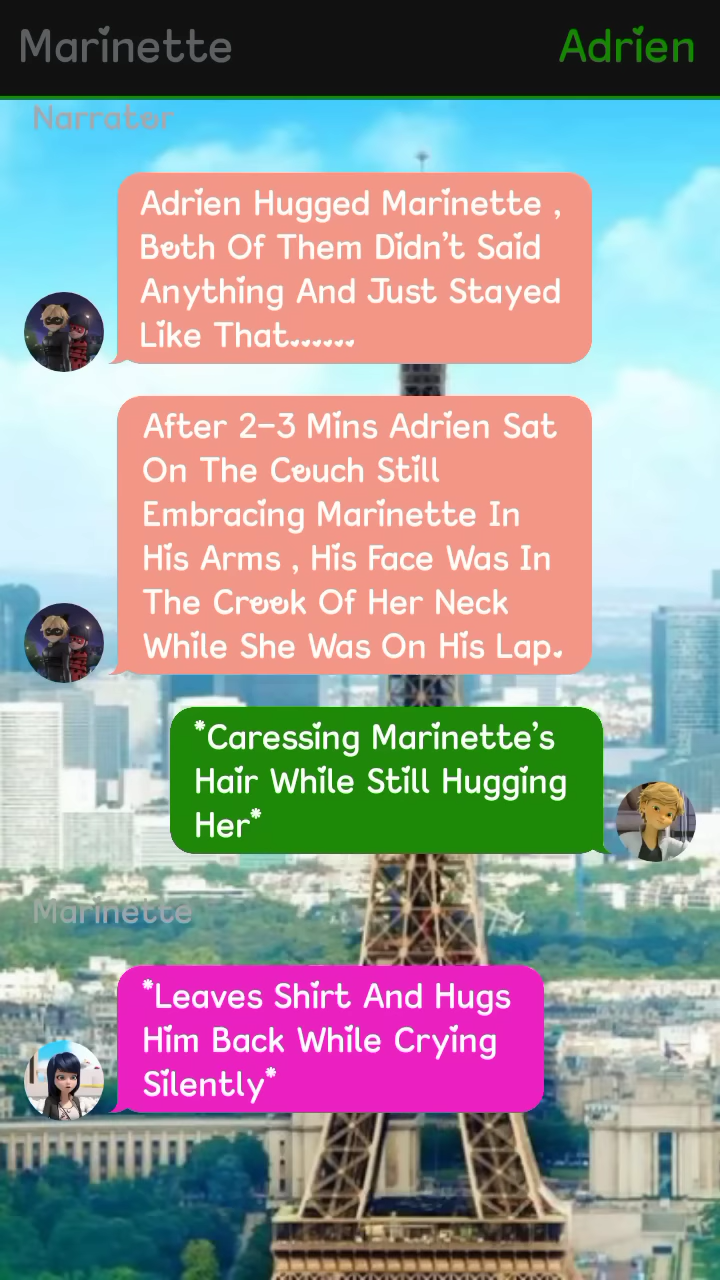 Marinette Adrien
Narrator
Adrien Hugged Marinette ,
Both Of Them Didn't Said
Anything And Just Stayed
Like That......
After 2-3 Mins Adrien Sat
On The Couch Still
Embracing Marinette In
His Arms , His Face Was In
The Crook Of Her Neck
While She Was On His Lap.
*Caressing Marinette's
Hair While Still Hugging
Her*
Marinette
*Leaves Shirt And Hugs
Him Back While Crying
Silently*